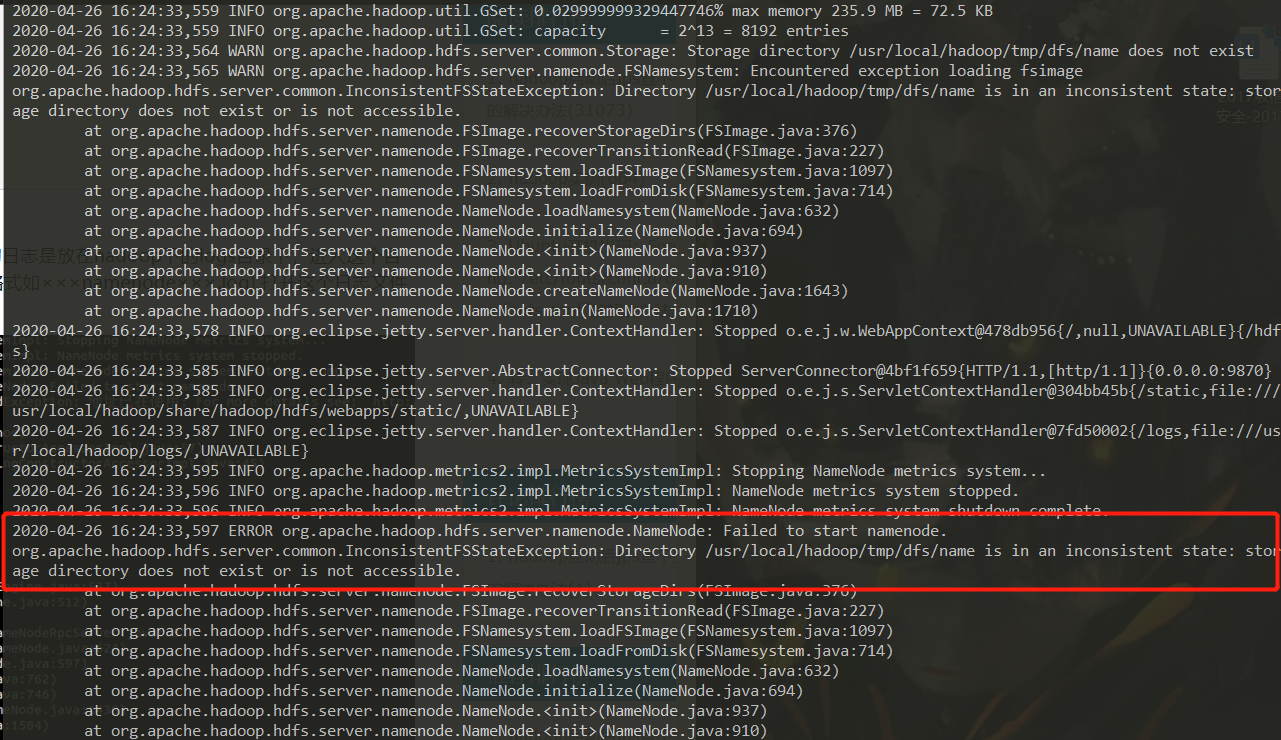 2020-04-26 16:24:33,559 INFO org.apache.hadoop.util.GSet: 0.029999999329447746% max memory 235.9 MB = 72.5 KB
2020-04-26 16:24:33,559 INFO org.apache.hadoop.util.GSet: capacity      = 2^13 = 8192 entries
2020-04-26 16:24:33,564 WARN org.apache.hadoop.hdfs.server.common.Storage: Storage directory /usr/local/hadoop/tmp/dfs/name does not exist
2020-04-26 16:24:33,565 WARN org.apache.hadoop.hdfs.server.namenode.FSNamesystem: Encountered exception loading fsimage
org.apache.hadoop.hdfs.server.common.InconsistentFSStateException: Directory /usr/local/hadoop/tmp/dfs/name is in an inconsistent state: stor
age directory does not exist or is not accessible.
的解决办法(31073)
        at org.apache.hadoop.hdfs.server.namenode.FSImage.recoverStorageDirs(FSImage.java:376)
        at org.apache.hadoop.hdfs.server.namenode.FSImage.recoverTransitionRead(FSImage.java:227)
        at org.apache.hadoop.hdfs.server.namenode.FSNamesystem.loadFSImage(FSNamesystem.java:1097)
        at org.apache.hadoop.hdfs.server.namenode.FSNamesystem.loadFromDisk(FSNamesystem.java:714)
        at org.apache.hadoop.hdfs.server.namenode.NameNode.loadNamesystem(NameNode.java:632)
        at org.apache.hadoop.hdfs.server.namenode.NameNode.initialize(NameNode.java:694)
        at org.apache.hadoop.hdfs.server.namenode.NameNode.<init>(NameNode.java:937)
        at org.apache.hadoop.hdfs.server.namenode.NameNode.<init>(NameNode.java:910)
        at org.apache.hadoop.hdfs.server.namenode.NameNode.createNameNode(NameNode.java:1643)
        at org.apache.hadoop.hdfs.server.namenode.NameNode.main(NameNode.java:1710)
2020-04-26 16:24:33,578 INFO org.eclipse.jetty.server.handler.ContextHandler: Stopped o.e.j.w.WebAppContext@478db956{/,null,UNAVAILABLE}{/hdf
s}
2020-04-26 16:24:33,585 INFO org.eclipse.jetty.server.AbstractConnector: Stopped ServerConnector@4bf1f659{HTTP/1.1,[http/1.1]}{0.0.0.0:9870}
2020-04-26 16:24:33,585 INFO org.eclipse.jetty.server.handler.ContextHandler: Stopped o.e.j.s.ServletContextHandler@304bb45b{/static,file:///
usr/local/hadoop/share/hadoop/hdfs/webapps/static/,UNAVAILABLE}
2020-04-26 16:24:33,587 INFO org.eclipse.jetty.server.handler.ContextHandler: Stopped o.e.j.s.ServletContextHandler@7fd50002{/logs,file:///us
r/local/hadoop/logs/,UNAVAILABLE}
2020-04-26 16:24:33,595 INFO org.apache.hadoop.metrics2.impl.MetricsSystemImpl: Stopping NameNode metrics system...
2020-04-26 16:24:33,596 INFO org.apache.hadoop.metrics2.impl.MetricsSystemImpl: NameNode metrics system stopped.
2020-04-26 16:24:33,596 INFO org.apache.hadoop.metrics2.impl.MetricsSystemImpl: NameNode metrics system shutdown complete.
2020-04-26 16:24:33,597 ERROR org.apache.hadoop.hdfs.server.namenode.NameNode: Failed to start namenode.
org.apache.hadoop.hdfs.server.common.InconsistentFSStateException: Directory /usr/local/hadoop/tmp/dfs/name is in an inconsistent state: stor
age directory does not exist or is not accessible.
        at org.apache.hadoop.hdfs.server.namenode.FSImage.recoverStorageDirs(FSImage.java:376)
        at org.apache.hadoop.hdfs.server.namenode.FSImage.recoverTransitionRead(FSImage.java:227)
        at org.apache.hadoop.hdfs.server.namenode.FSNamesystem.loadFSImage(FSNamesystem.java:1097)
        at org.apache.hadoop.hdfs.server.namenode.FSNamesystem.loadFromDisk(FSNamesystem.java:714)
        at org.apache.hadoop.hdfs.server.namenode.NameNode.loadNamesystem(NameNode.java:632)
        at org.apache.hadoop.hdfs.server.namenode.NameNode.initialize(NameNode.java:694)
        at org.apache.hadoop.hdfs.server.namenode.NameNode.<init>(NameNode.java:937)
        at org.apache.hadoop.hdfs.server.namenode.NameNode.<init>(NameNode.java:910)